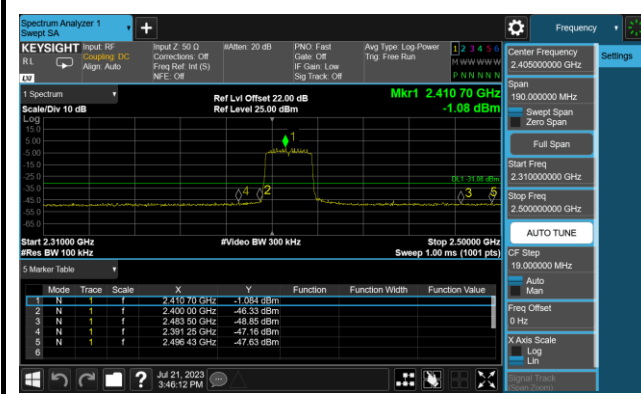 Spectrum Analyzer 1
Swept SA
+
Frequency
KEYSIGHT
RL
LXI
Input: RF
Coupling: DC
Align: Auto
Input Z: 50 Ω
Corrections: Off
Freq Ref: Int (S)
NFE: Off
#Atten: 20 dB
PNO: Fast
Gate: Off
IF Gain: Low
Sig Track: Off
Avg Type: Log-Power
Trig: Free Run
1 2 3 4 5 6
M W W W W W
P N N N N N
1 Spectrum
Scale/Div 10 dB
Ref Lvl Offset 22.00 dB
Ref Level 25.00 dBm
Mkr1 2.410 70 GHz
-1.08 dBm
Log
15.0
5.00
-5.00
-15.0
-25.0
-35.0
-45.0
-55.0
-65.0
1
DL1 -31.08 dBm
4
2
3
5
Start 2.31000 GHz
#Res BW 100 kHz
#Video BW 300 kHz
Stop 2.50000 GHz
Sweep 1.00 ms (1001 pts)
5 Marker Table
Mode Trace Scale X Y Function Function Width Function Value
1 N 1 f 2.410 70 GHz -1.084 dBm
2 N 1 f 2.400 00 GHz -46.33 dBm
3 N 1 f 2.483 50 GHz -48.85 dBm
4 N 1 f 2.391 25 GHz -47.16 dBm
5 N 1 f 2.496 43 GHz -47.63 dBm
6
?
Jul 21, 2023
3:46:12 PM
Center Frequency
2.405000000 GHz
Settings
Span
190.000000 MHz
Swept Span
Zero Span
Full Span
Start Freq
2.310000000 GHz
Stop Freq
2.500000000 GHz
AUTO TUNE
CF Step
19.000000 MHz
Auto
Man
Freq Offset
0 Hz
X Axis Scale
Log
Lin
Signal Track
(Span Zoom)